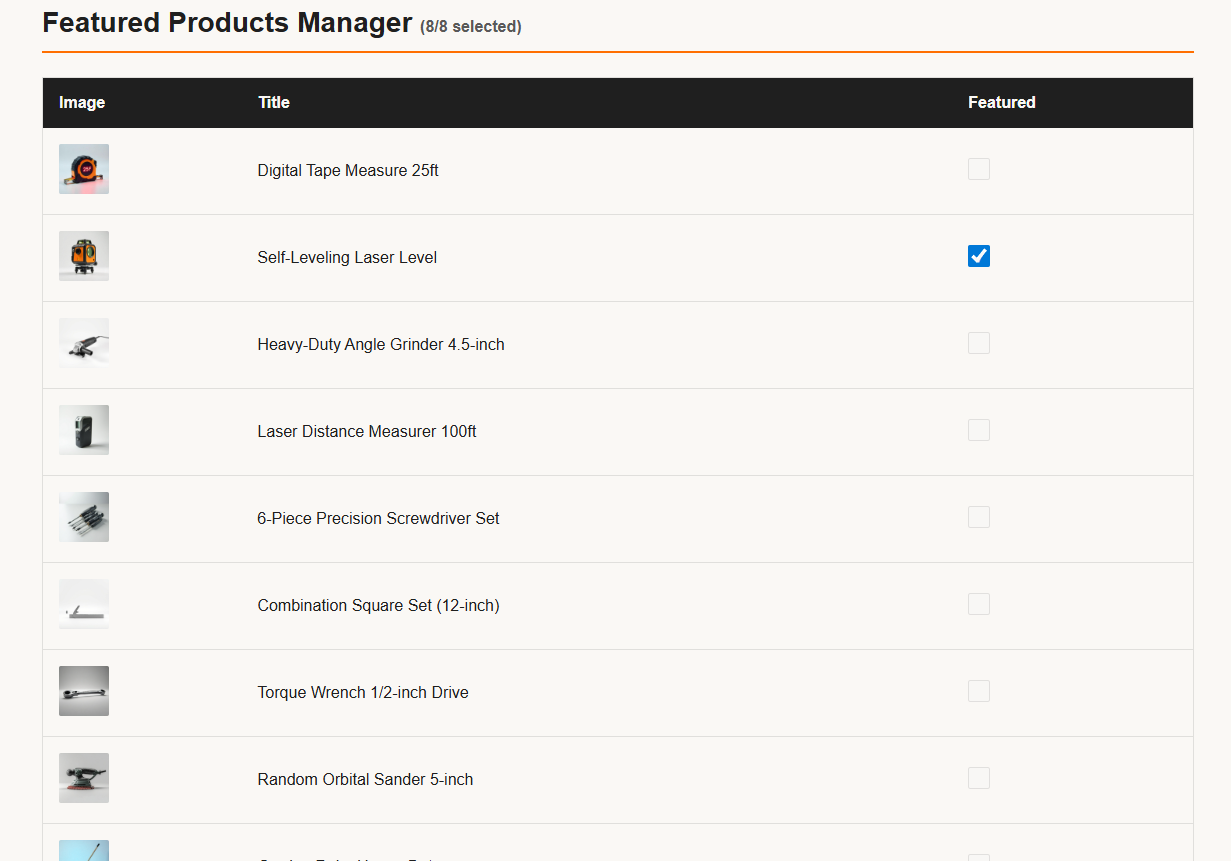 Featured Products Manager (8/8 selected)
Image Title Featured
Digital Tape Measure 25ft
Self-Leveling Laser Level
Heavy-Duty Angle Grinder 4.5-inch
Laser Distance Measurer 100ft
6-Piece Precision Screwdriver Set
Combination Square Set (12-inch)
Torque Wrench 1/2-inch Drive
Random Orbital Sander 5-inch